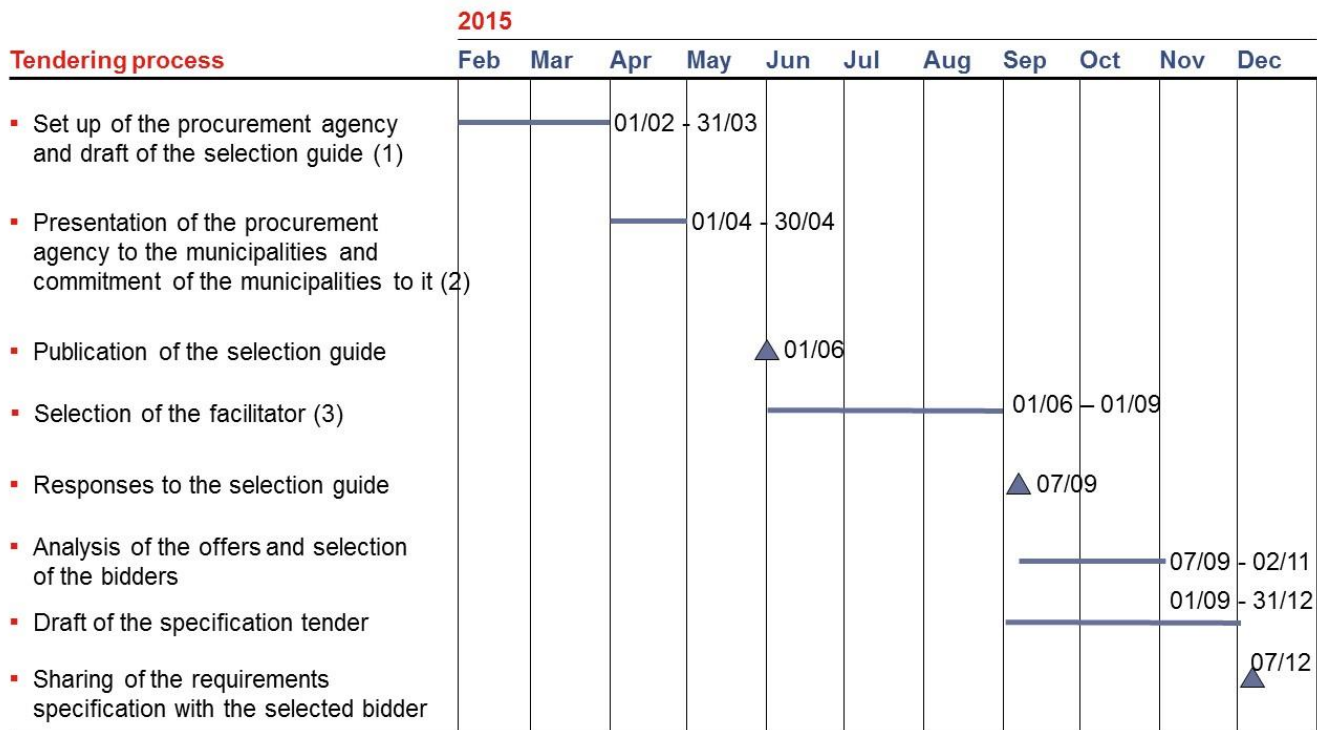 2015
Tendering process Feb Mar Apr May Jun Jul Aug Sep Oct Nov Dec
▪ Set up of the procurement agency
and draft of the selection guide (1)
01/02 - 31/03
▪ Presentation of the procurement
agency to the municipalities and
commitment of the municipalities to it (2)
01/04 - 30/04
▪ Publication of the selection guide
01/06
▪ Selection of the facilitator (3)
01/06 – 01/09
▪ Responses to the selection guide
07/09
▪ Analysis of the offers and selection
of the bidders
07/09 - 02/11
▪ Draft of the specification tender
01/09 - 31/12
▪ Sharing of the requirements
specification with the selected bidder
07/12